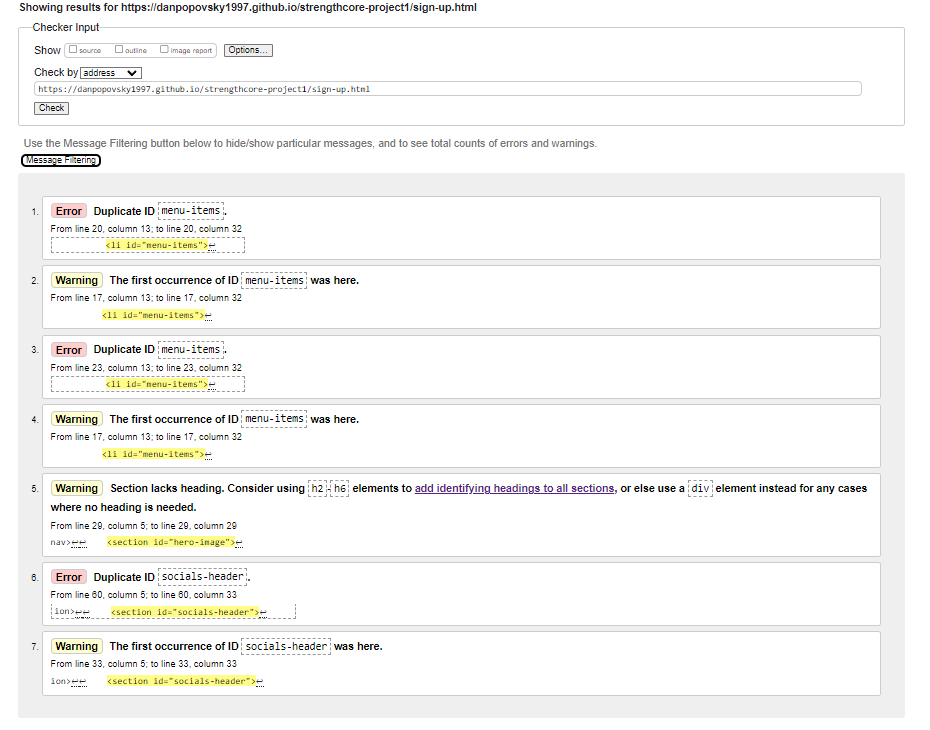 Showing results for https://danpopovsky1997.github.io/strengthcore-project1/sign-up.html
Checker Input
Show source outline image report Options...
Check by address
https://danpopovsky1997.github.io/strengthcore-project1/sign-up.html
Check
Use the Message Filtering button below to hide/show particular messages, and to see total counts of errors and warnings.
Message Filtering
1. Error Duplicate ID menu-items.
From line 20, column 13; to line 20, column 32
<li id="menu-items">↩
2. Warning The first occurrence of ID menu-items was here.
From line 17, column 13; to line 17, column 32
<li id="menu-items">↩
3. Error Duplicate ID menu-items.
From line 23, column 13; to line 23, column 32
<li id="menu-items">↩
4. Warning The first occurrence of ID menu-items was here.
From line 17, column 13; to line 17, column 32
<li id="menu-items">↩
5. Warning Section lacks heading. Consider using h2-h6 elements to add identifying headings to all sections, or else use a div element instead for any cases
where no heading is needed.
From line 29, column 5; to line 29, column 29
nav>↩↩ <section id="hero-image">↩
6. Error Duplicate ID socials-header.
From line 60, column 5; to line 60, column 33
ion>↩↩ <section id="socials-header">↩
7. Warning The first occurrence of ID socials-header was here.
From line 33, column 5; to line 33, column 33
ion>↩↩ <section id="socials-header">↩